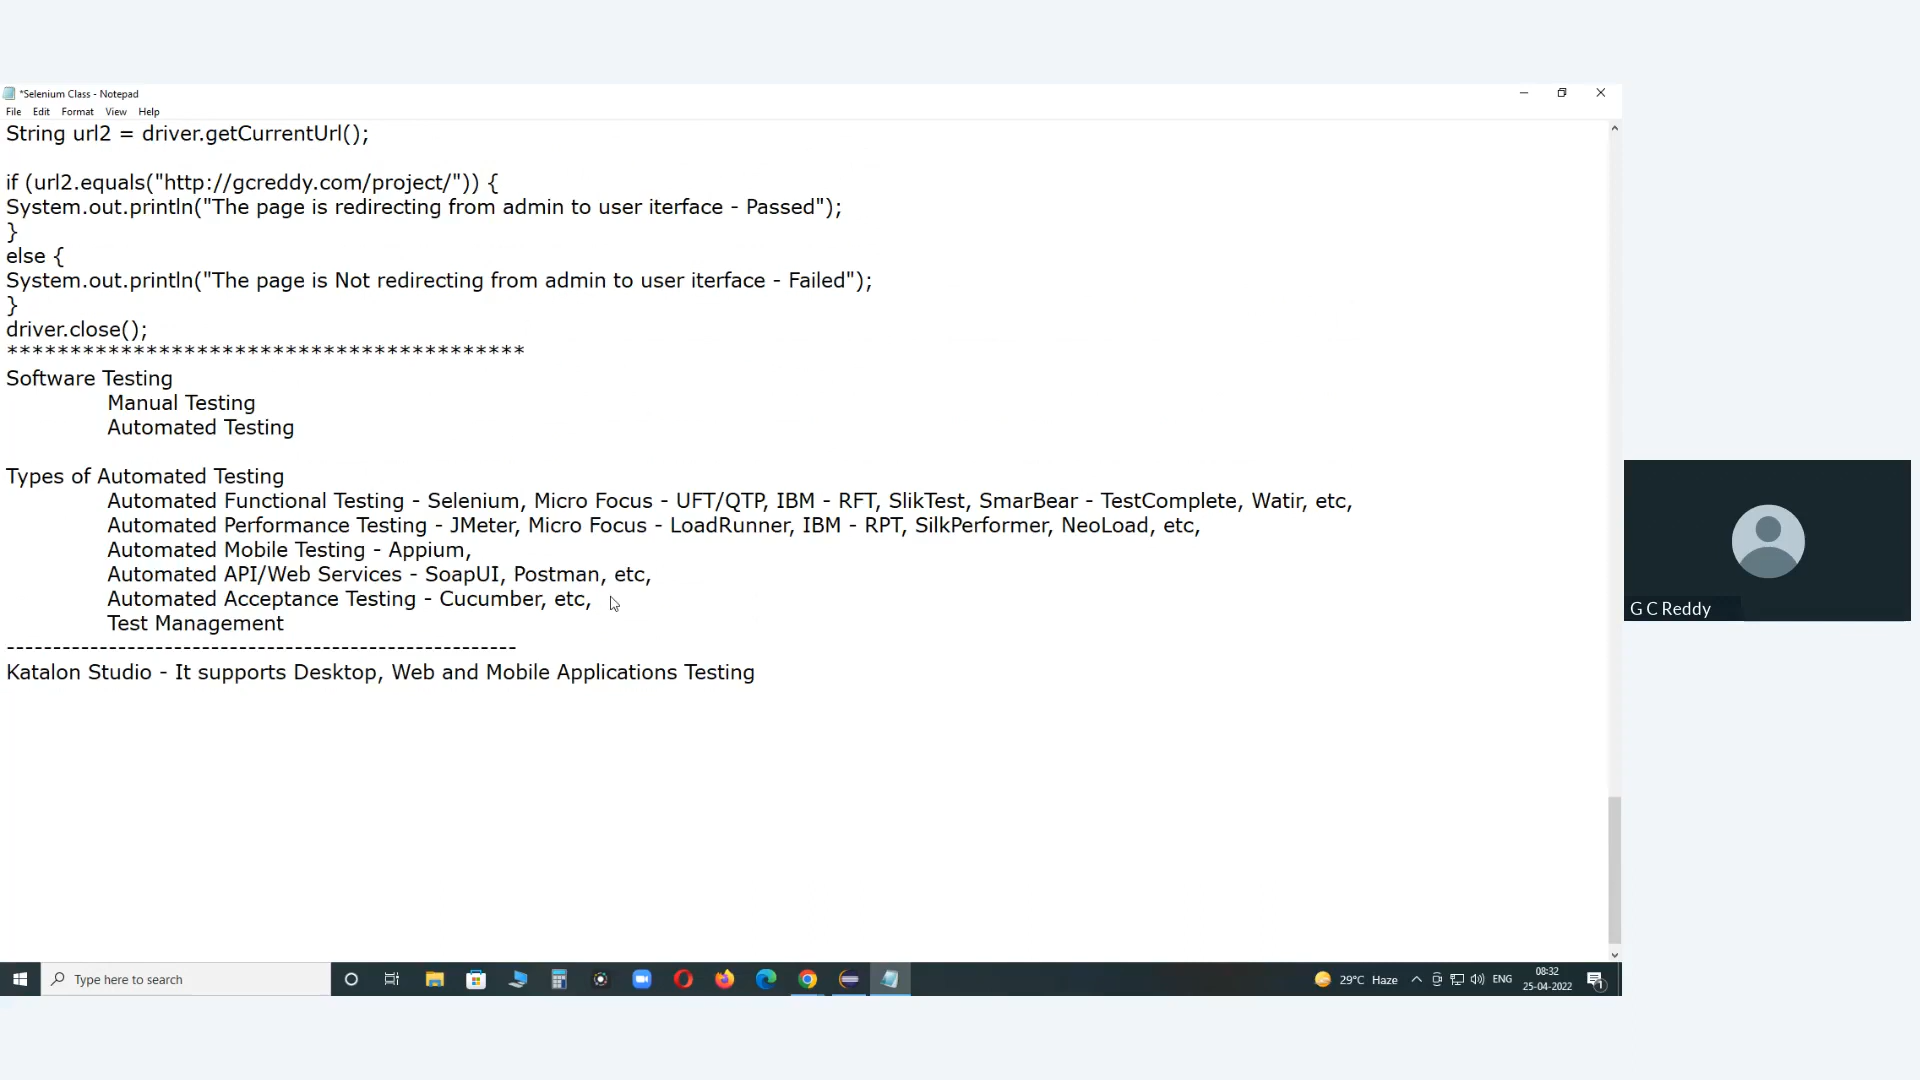 *Selenium Class - Notepad
File Edit Format View Help
String url2 = driver.getCurrentUrl();
if (url2.equals("http://gcreddy.com/project/")) {
System.out.println("The page is redirecting from admin to user iterface - Passed");
}
else {
System.out.println("The page is Not redirecting from admin to user iterface - Failed");
}
driver.close();
*****************************************
Software Testing
Manual Testing
Automated Testing
Types of Automated Testing
Automated Functional Testing - Selenium, Micro Focus - UFT/QTP, IBM - RFT, SlikTest, SmarBear - TestComplete, Watir, etc,
Automated Performance Testing - JMeter, Micro Focus - LoadRunner, IBM - RPT, SilkPerformer, NeoLoad, etc,
Automated Mobile Testing - Appium,
Automated API/Web Services - SoapUI, Postman, etc,
Automated Acceptance Testing - Cucumber, etc,
Test Management
------------------------------------------------------
Katalon Studio - It supports Desktop, Web and Mobile Applications Testing
G C Reddy
Type here to search
29°C Haze
ENG
08:32
25-04-2022
1